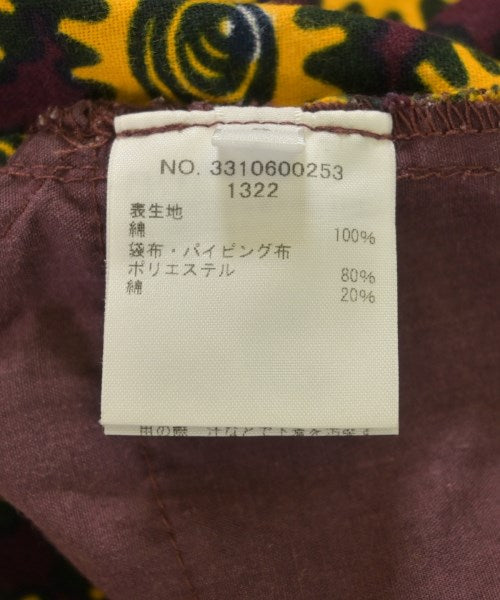 NO. 3310600253
1322
表生地
綿 100%
袋布・パイピング布
ポリエステル 80%
綿 20%